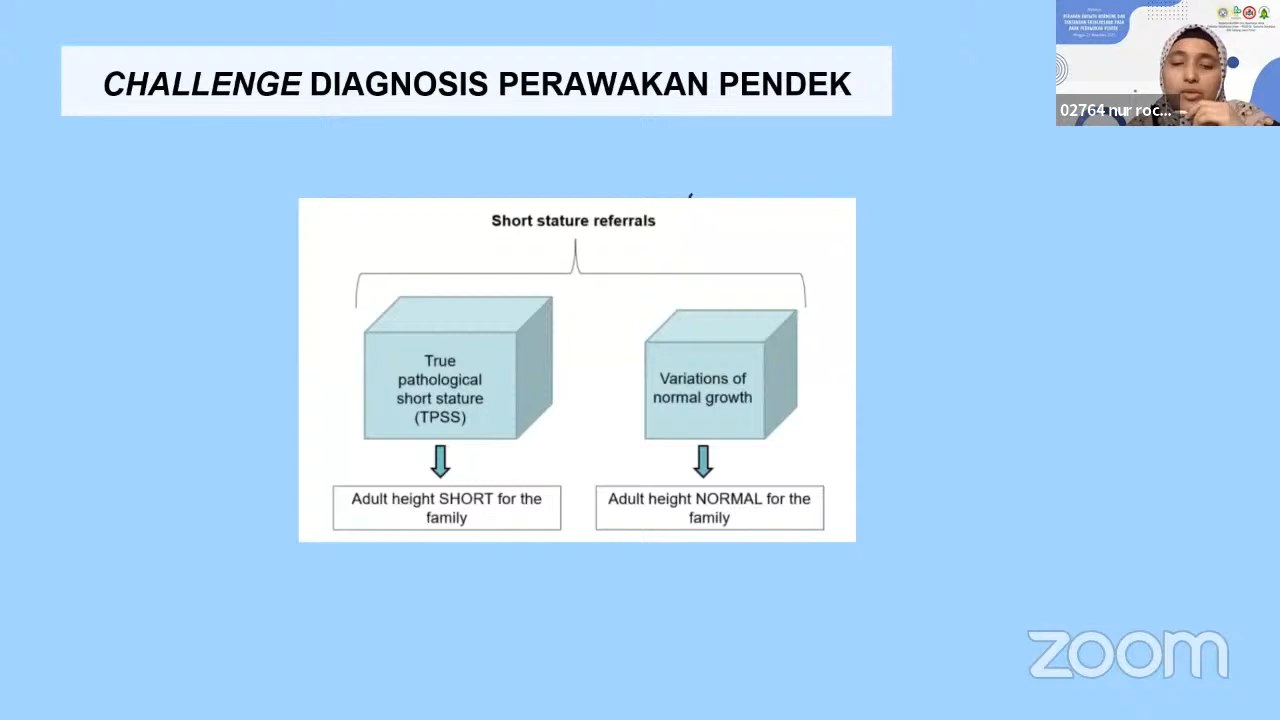 CHALLENGE DIAGNOSIS PERAWAKAN PENDEK
02764 nur roc...
Short stature referrals
True
pathological
short stature
(TPSS)
Variations of
normal growth
Adult height SHORT for the
family
Adult height NORMAL for the
family
zoom